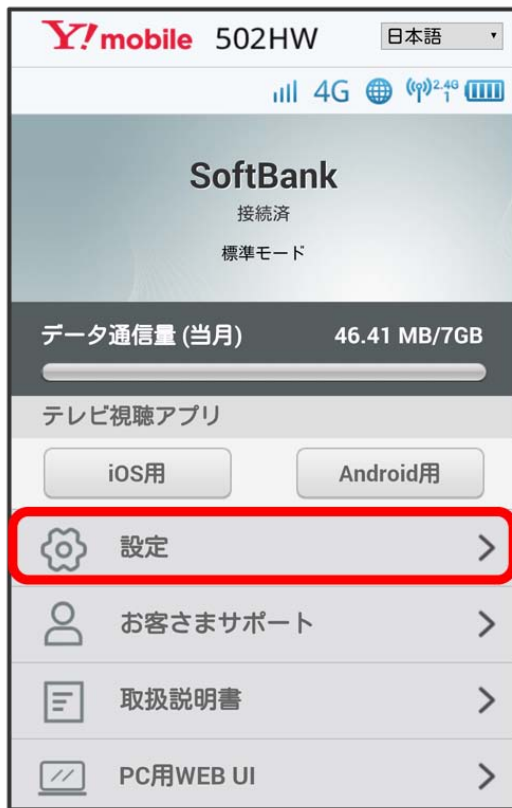 Y!mobile 502HW 日本語
4G 2.4G 1
SoftBank
接続済
標準モード
データ通信量 (当月) 46.41 MB/7GB
テレビ視聴アプリ
iOS用 Android用
設定
お客さまサポート
取扱説明書
PC用WEB UI